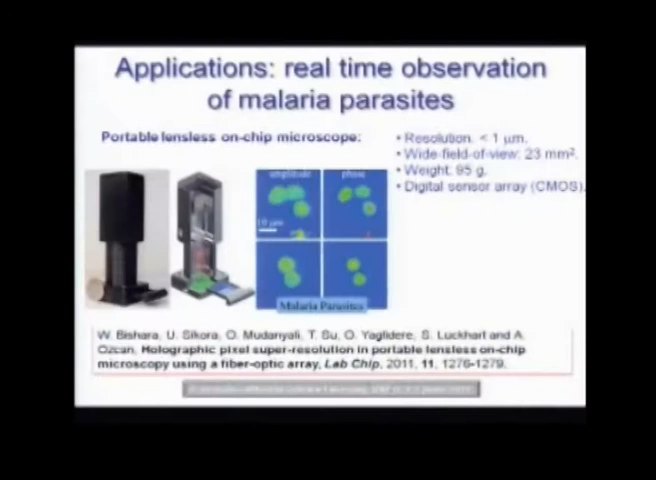 Applications: real time observation
of malaria parasites
Portable lensless on-chip microscope:
• Resolution: < 1 μm.
• Wide-field-of-view: 23 mm².
• Weight: 95 g.
• Digital sensor array (CMOS).
amplitude phase
10 μm
Malaria Parasites
W. Bishara, U. Sikora, O. Mudanyali, T. Su, O. Yaglidere, S. Luckhart and A.
Ozcan, Holographic pixel super-resolution in portable lensless on-chip
microscopy using a fiber-optic array, Lab Chip, 2011, 11, 1276-1279.